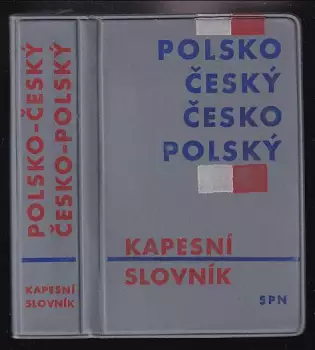 POLSKO-ČESKÝ
ČESKO-POLSKÝ
KAPESNÍ
SLOVNÍK
POLSKO
ČESKÝ
ČESKO
POLSKÝ
KAPESNÍ
SLOVNÍK
SPN